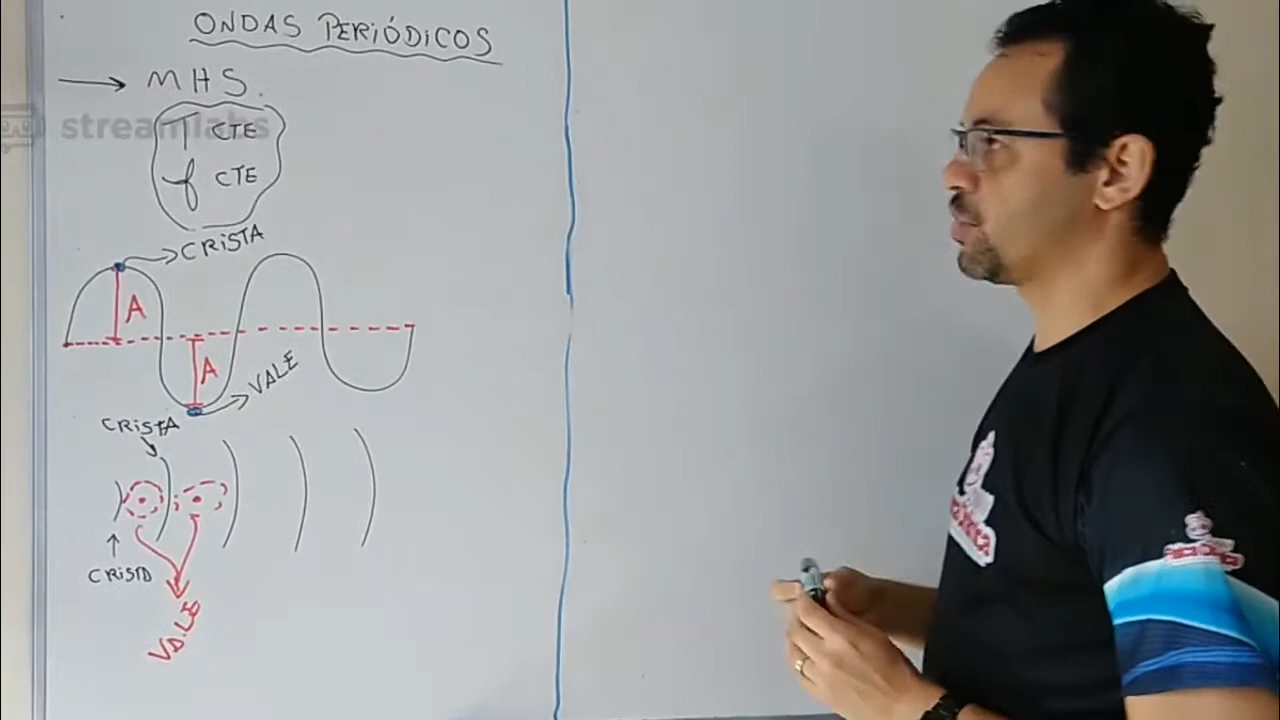 ONDAS PERIÓDICOS
→ MHS.
streamlabs
T CTE
f CTE
CRISTA
A
A
VALE
CRISTA
CRISTA
VALE